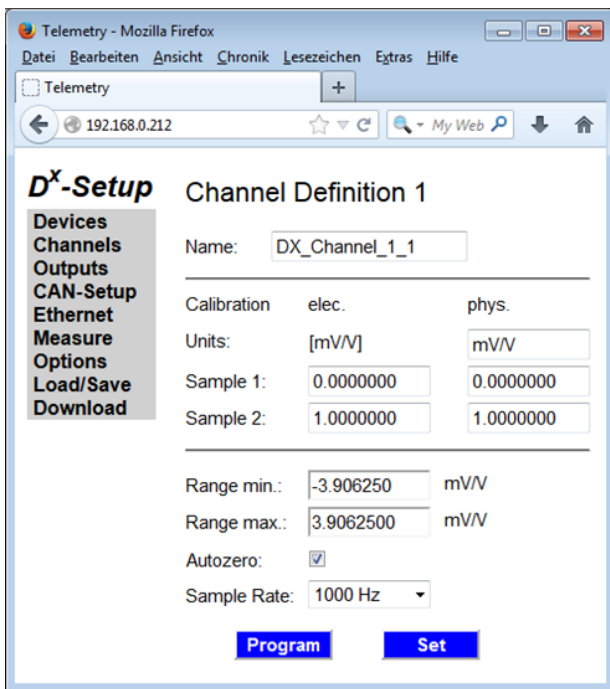 Telemetry - Mozilla Firefox
Datei Bearbeiten Ansicht Chronik Lesezeichen Extras Hilfe
Telemetry
192.168.0.212 My Web
Dx-Setup
Devices
Channels
Outputs
CAN-Setup
Ethernet
Measure
Options
Load/Save
Download
Channel Definition 1
Name: DX_Channel_1_1
Calibration elec. phys.
Units: [mV/V] mV/V
Sample 1: 0.0000000 0.0000000
Sample 2: 1.0000000 1.0000000
Range min.: -3.906250 mV/V
Range max.: 3.9062500 mV/V
Autozero:
Sample Rate: 1000 Hz
Program Set